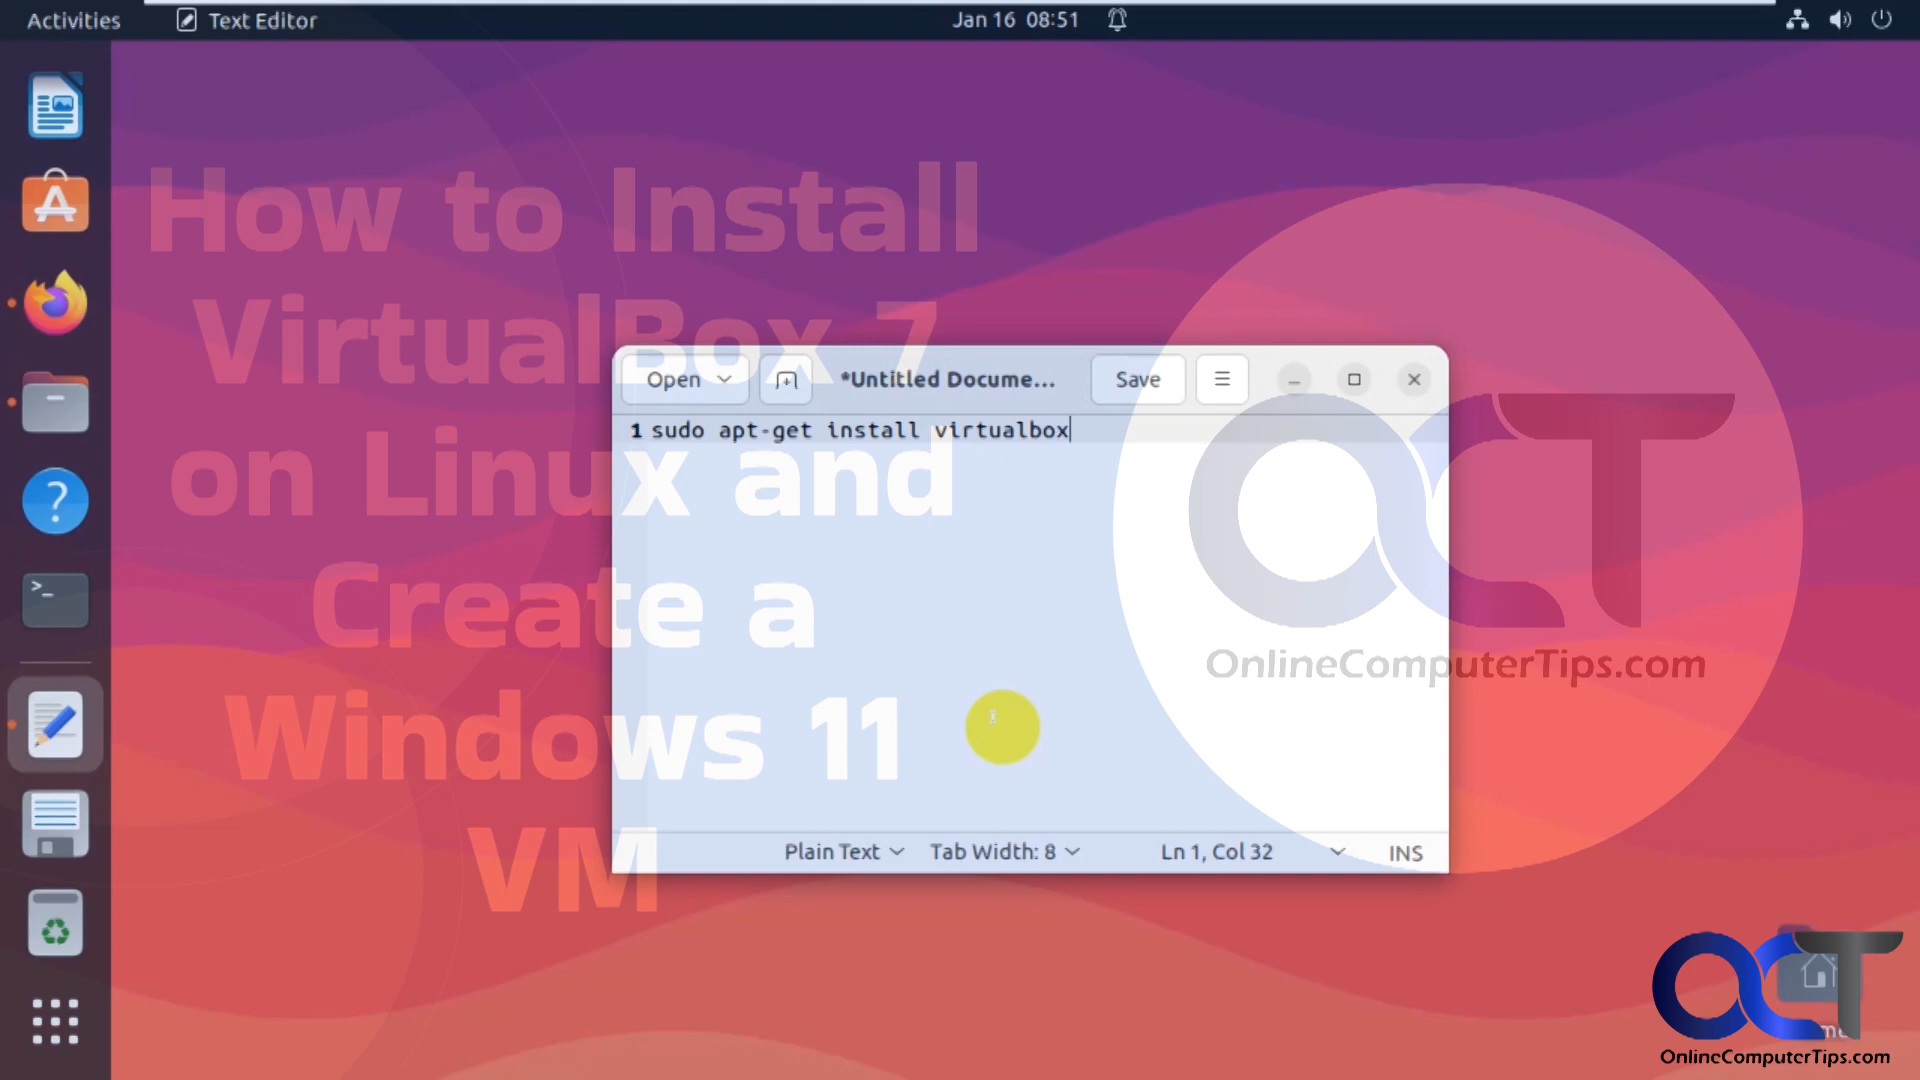 Activities
Text Editor
Jan 16 08:51
How to Install
VirtualBox 7
on Linux and
Create a
Windows 11
VM
Open
*Untitled Docume...
Save
1 sudo apt-get install virtualbox
Plain Text
Tab Width: 8
Ln 1, Col 32
INS
OCT
OnlineComputerTips.com
OCT
OnlineComputerTips.com